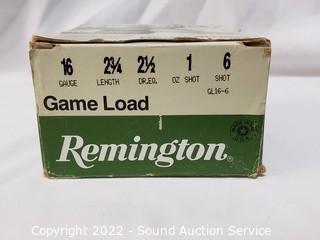 16 2¾ 2½ 1 6
GAUGE LENGTH DR.EQ. OZ SHOT SHOT
GL16-6
Game Load
Remington®
Copyright 2022 - Sound Auction Service